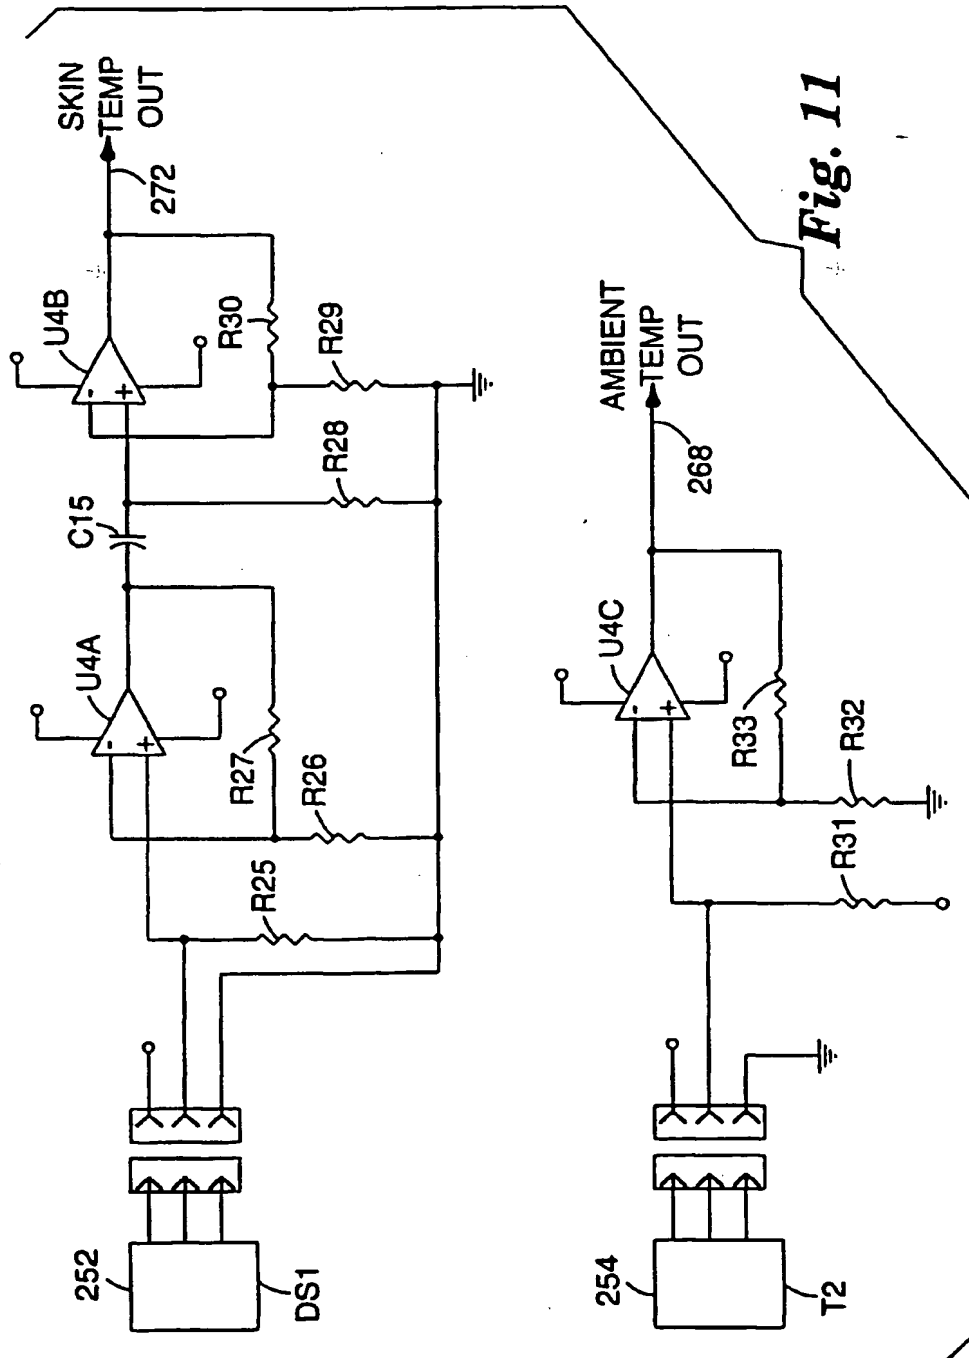 SKIN
TEMP
OUT
272
U4B
-
+
R30
R29
R28
C15
U4A
-
+
R27
R26
R25
252
DS1
AMBIENT
TEMP
OUT
268
U4C
-
+
R33
R32
R31
254
T2
Fig. 11